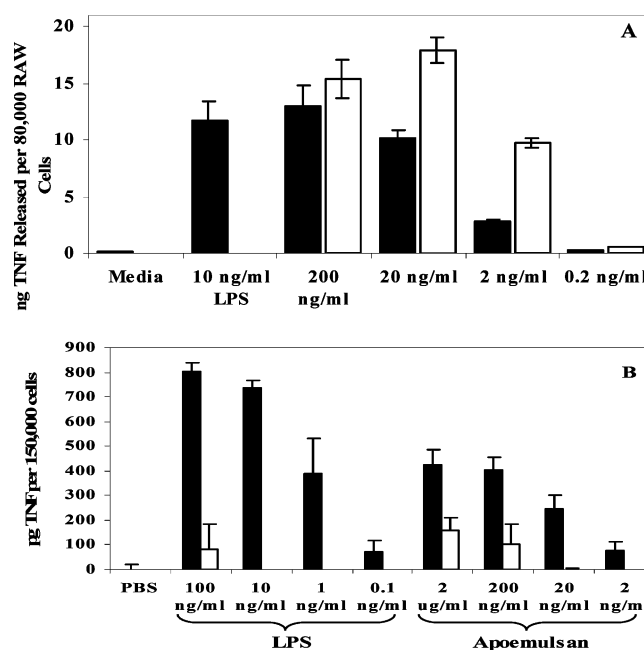 ng TNF Released per 80,000 RAW
Cells
20
15
10
5
0
A
Media
10 ng/ml
LPS
200
ng/ml
20 ng/ml
2 ng/ml
0.2 ng/ml
pg TNF per 150,000 cells
900
800
700
600
500
400
300
200
100
0
B
PBS
100
ng/ml
10
ng/ml
1
ng/ml
0.1
ng/ml
2
ug/ml
200
ng/ml
20
ng/ml
2
ng/m
LPS
Apoemulsan